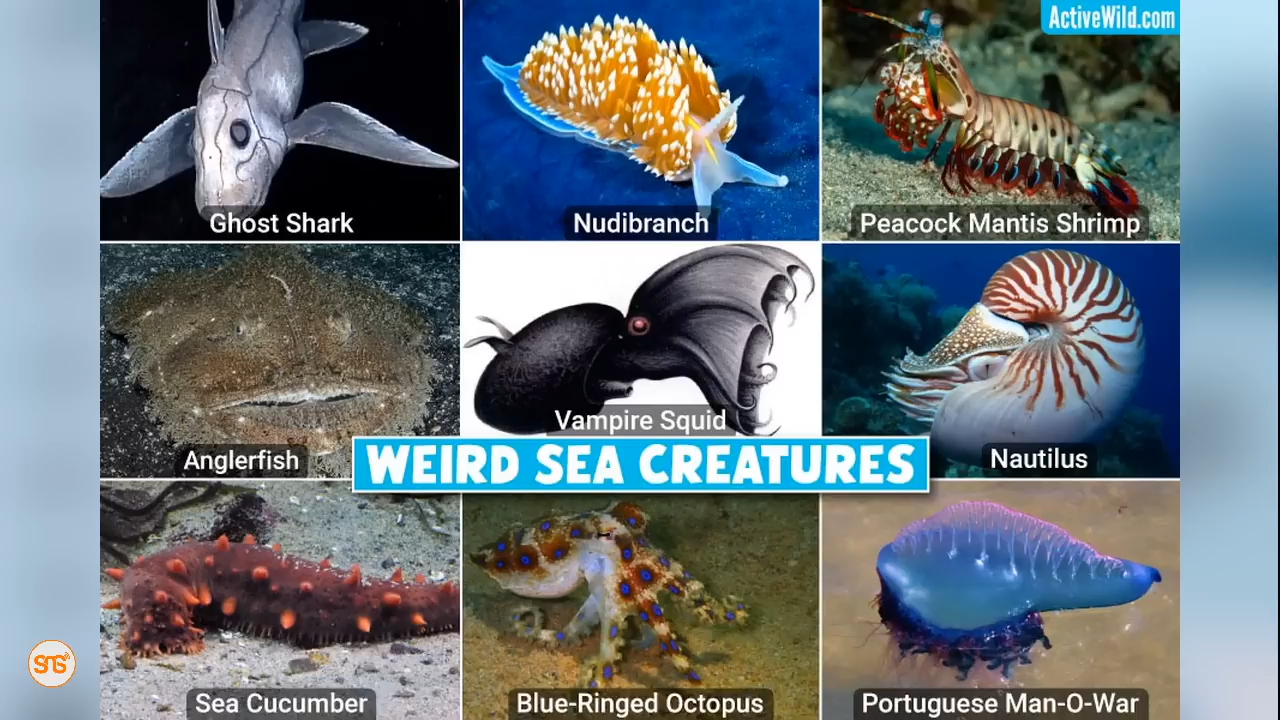 ActiveWild.com
Ghost Shark
Nudibranch
Peacock Mantis Shrimp
Anglerfish
Vampire Squid
Nautilus
WEIRD SEA CREATURES
Sea Cucumber
Blue-Ringed Octopus
Portuguese Man-O-War
SNS